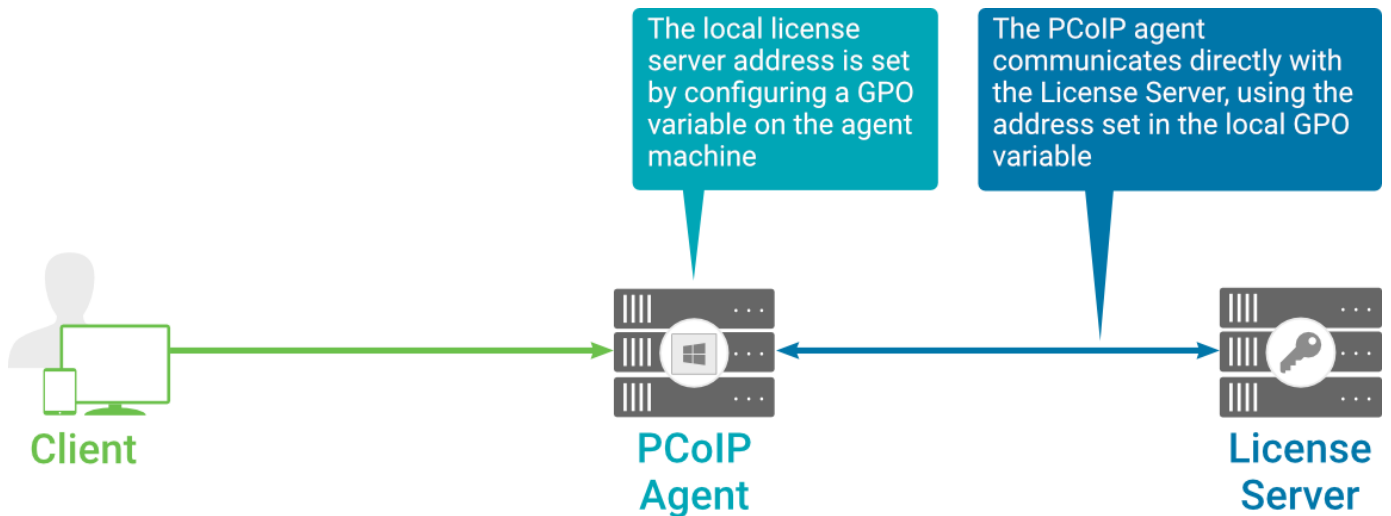 The local license
server address is set
by configuring a GPO
variable on the agent
machine
The PCoIP agent
communicates directly with
the License Server, using the
address set in the local GPO
variable
Client
PCoIP
Agent
License
Server